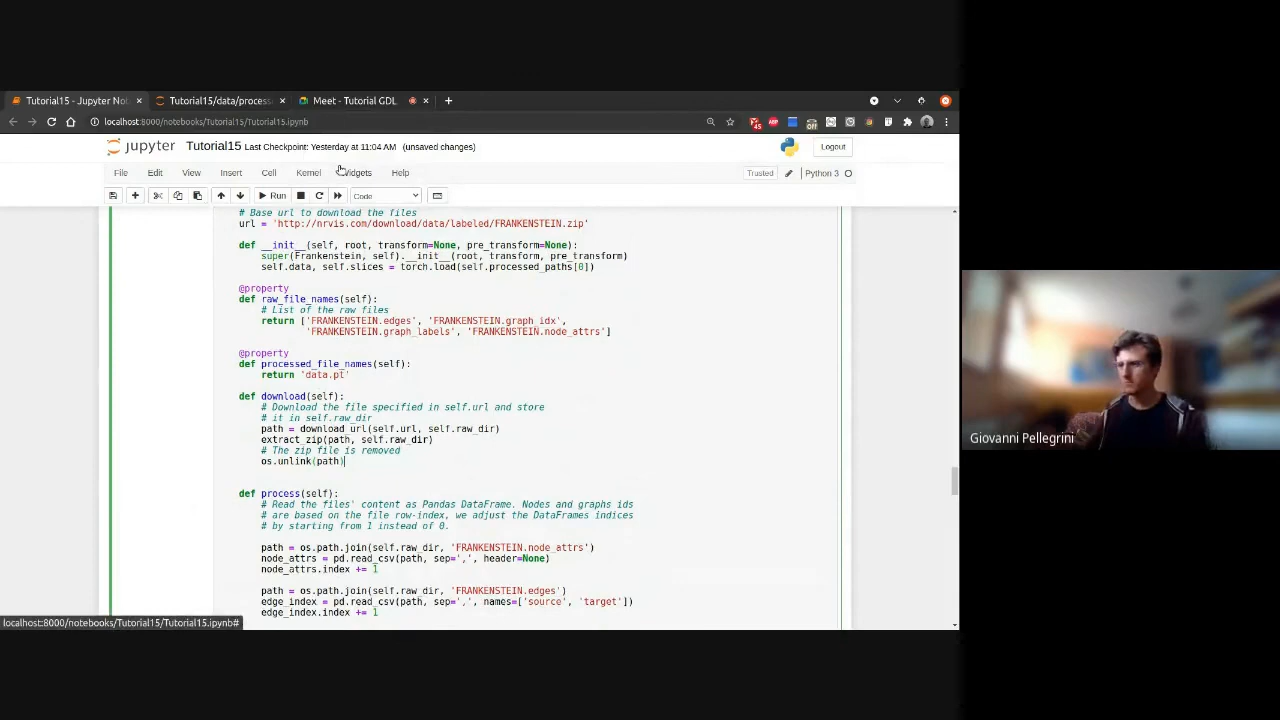 Tutorial15 - Jupyter No
Tutorial15/data/process
Meet - Tutorial GDL
localhost:8000/notebooks/Tutorial15/Tutorial15.ipynb
jupyter Tutorial15 Last Checkpoint: Yesterday at 11:04 AM (unsaved changes)
Logout
File Edit View Insert Cell Kernel Widgets Help
Trusted Python 3
Run Code
# Base url to download the files
url = 'http://nrvis.com/download/data/labeled/FRANKENSTEIN.zip'
def __init__(self, root, transform=None, pre_transform=None):
super(Frankenstein, self).__init__(root, transform, pre_transform)
self.data, self.slices = torch.load(self.processed_paths[0])
@property
def raw_file_names(self):
# List of the raw files
return ['FRANKENSTEIN.edges', 'FRANKENSTEIN.graph_idx',
'FRANKENSTEIN.graph_labels', 'FRANKENSTEIN.node_attrs']
@property
def processed_file_names(self):
return 'data.pt'
def download(self):
# Download the file specified in self.url and store
# it in self.raw_dir
path = download_url(self.url, self.raw_dir)
extract_zip(path, self.raw_dir)
# The zip file is removed
os.unlink(path)
def process(self):
# Read the files' content as Pandas DataFrame. Nodes and graphs ids
# are based on the file row-index, we adjust the DataFrames indices
# by starting from 1 instead of 0.
path = os.path.join(self.raw_dir, 'FRANKENSTEIN.node_attrs')
node_attrs = pd.read_csv(path, sep=',', header=None)
node_attrs.index += 1
path = os.path.join(self.raw_dir, 'FRANKENSTEIN.edges')
edge_index = pd.read_csv(path, sep=',', names=['source', 'target'])
edge_index.index += 1
localhost:8000/notebooks/Tutorial15/Tutorial15.ipynb#
Giovanni Pellegrini